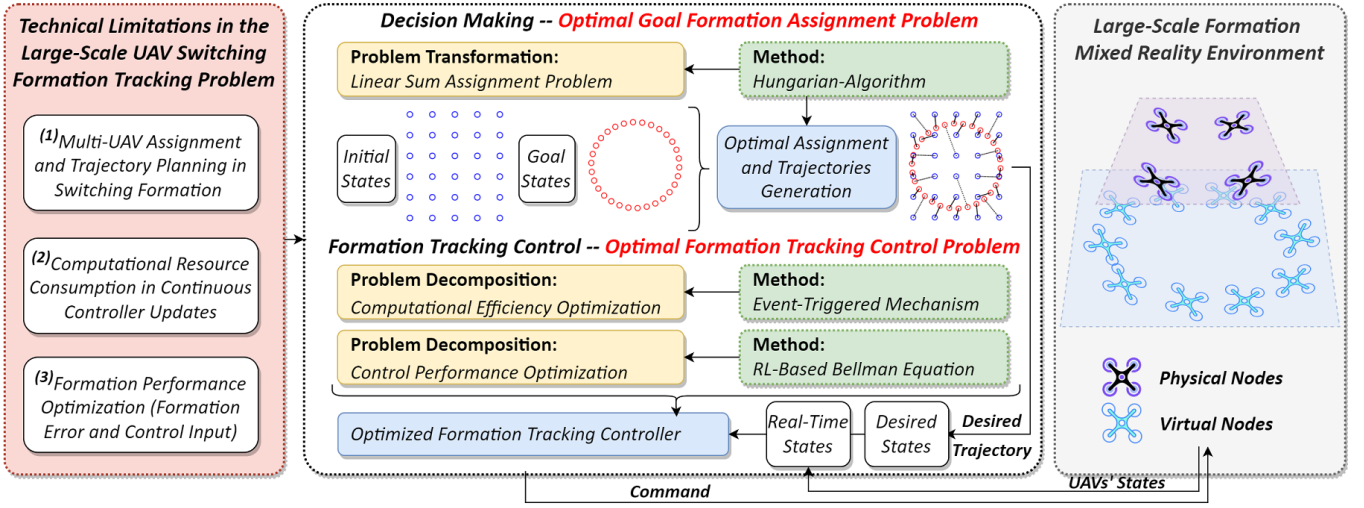 Technical Limitations in the
Large-Scale UAV Switching
Formation Tracking Problem
(1)Multi-UAV Assignment
and Trajectory Planning in
Switching Formation
(2)Computational Resource
Consumption in Continuous
Controller Updates
(3)Formation Performance
Optimization (Formation
Error and Control Input)
Decision Making -- Optimal Goal Formation Assignment Problem
Problem Transformation:
Linear Sum Assignment Problem
Method:
Hungarian-Algorithm
Initial
States
Goal
States
Optimal Assignment
and Trajectories
Generation
Formation Tracking Control -- Optimal Formation Tracking Control Problem
Problem Decomposition:
Computational Efficiency Optimization
Method:
Event-Triggered Mechanism
Problem Decomposition:
Control Performance Optimization
Method:
RL-Based Bellman Equation
Optimized Formation Tracking Controller
Real-Time
States
Desired
States
Desired
Trajectory
Command
UAVs' States
Large-Scale Formation
Mixed Reality Environment
Physical Nodes
Virtual Nodes